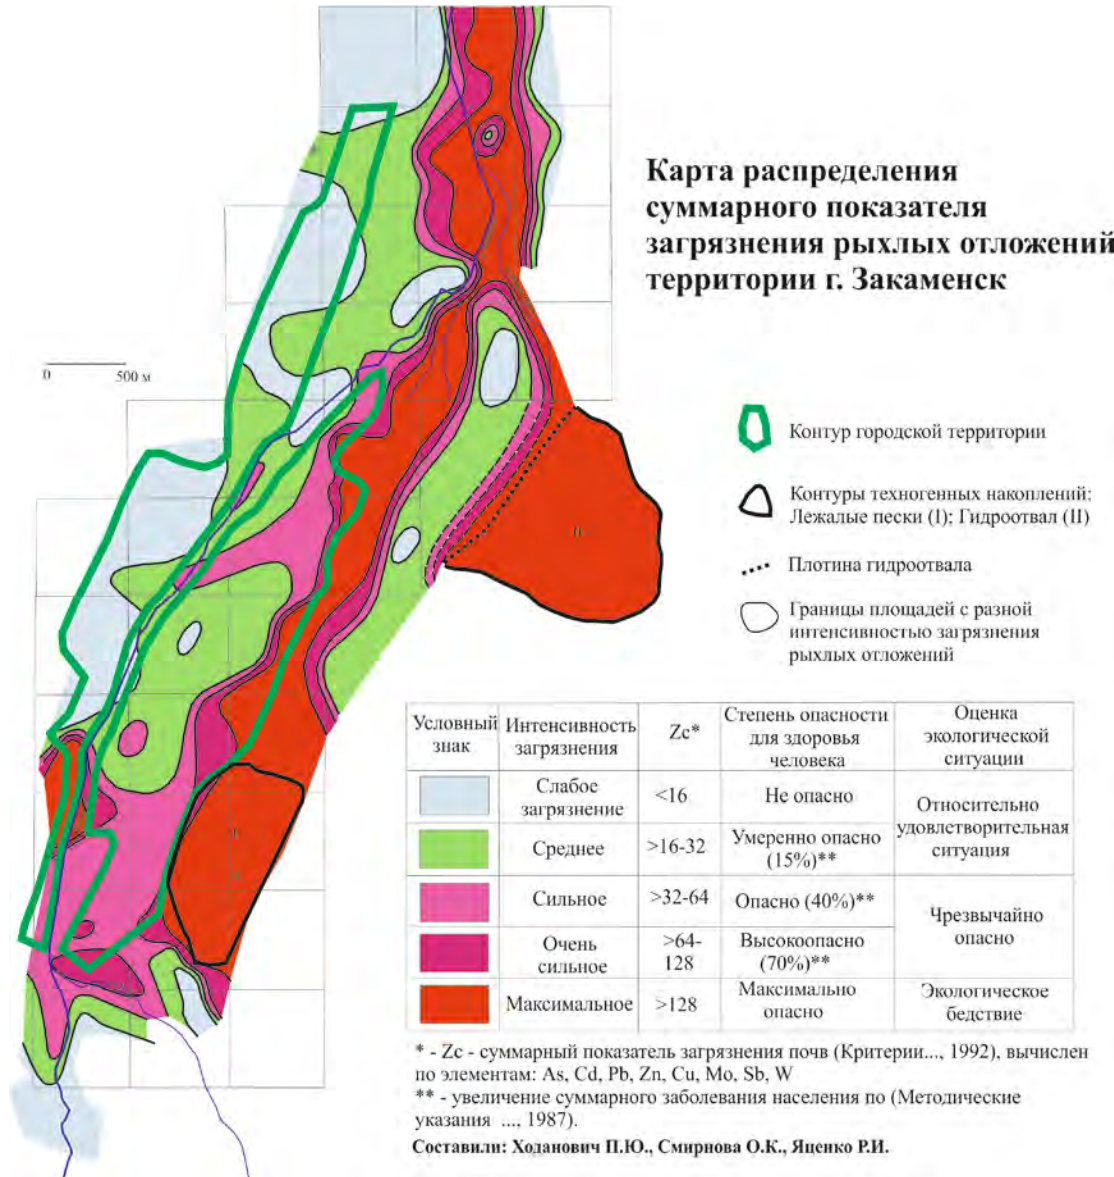 Карта распределения
суммарного показателя
загрязнения рыхлых отложений
территории г. Закаменск
0 500 м
Контур городской территории
Контуры техногенных накоплений:
Лежалые пески (I); Гидроотвал (II)
Плотина гидроотвала
Границы площадей с разной
интенсивностью загрязнения
рыхлых отложений
II
I
Условный знак
Интенсивность загрязнения
Zc*
Степень опасности для здоровья человека
Оценка экологической ситуации
Слабое загрязнение
<16
Не опасно
Относительно удовлетворительная ситуация
Среднее
>16-32
Умеренно опасно (15%)**
Сильное
>32-64
Опасно (40%)**
Чрезвычайно опасно
Очень сильное
>64-128
Высокоопасно (70%)**
Максимальное
>128
Максимально опасно
Экологическое бедствие
* - Zc - суммарный показатель загрязнения почв (Критерии..., 1992), вычислен
по элементам: As, Cd, Pb, Zn, Cu, Mo, Sb, W
** - увеличение суммарного заболевания населения по (Методические
указания ..., 1987).
Составили: Ходанович П.Ю., Смирнова О.К., Яценко Р.И.